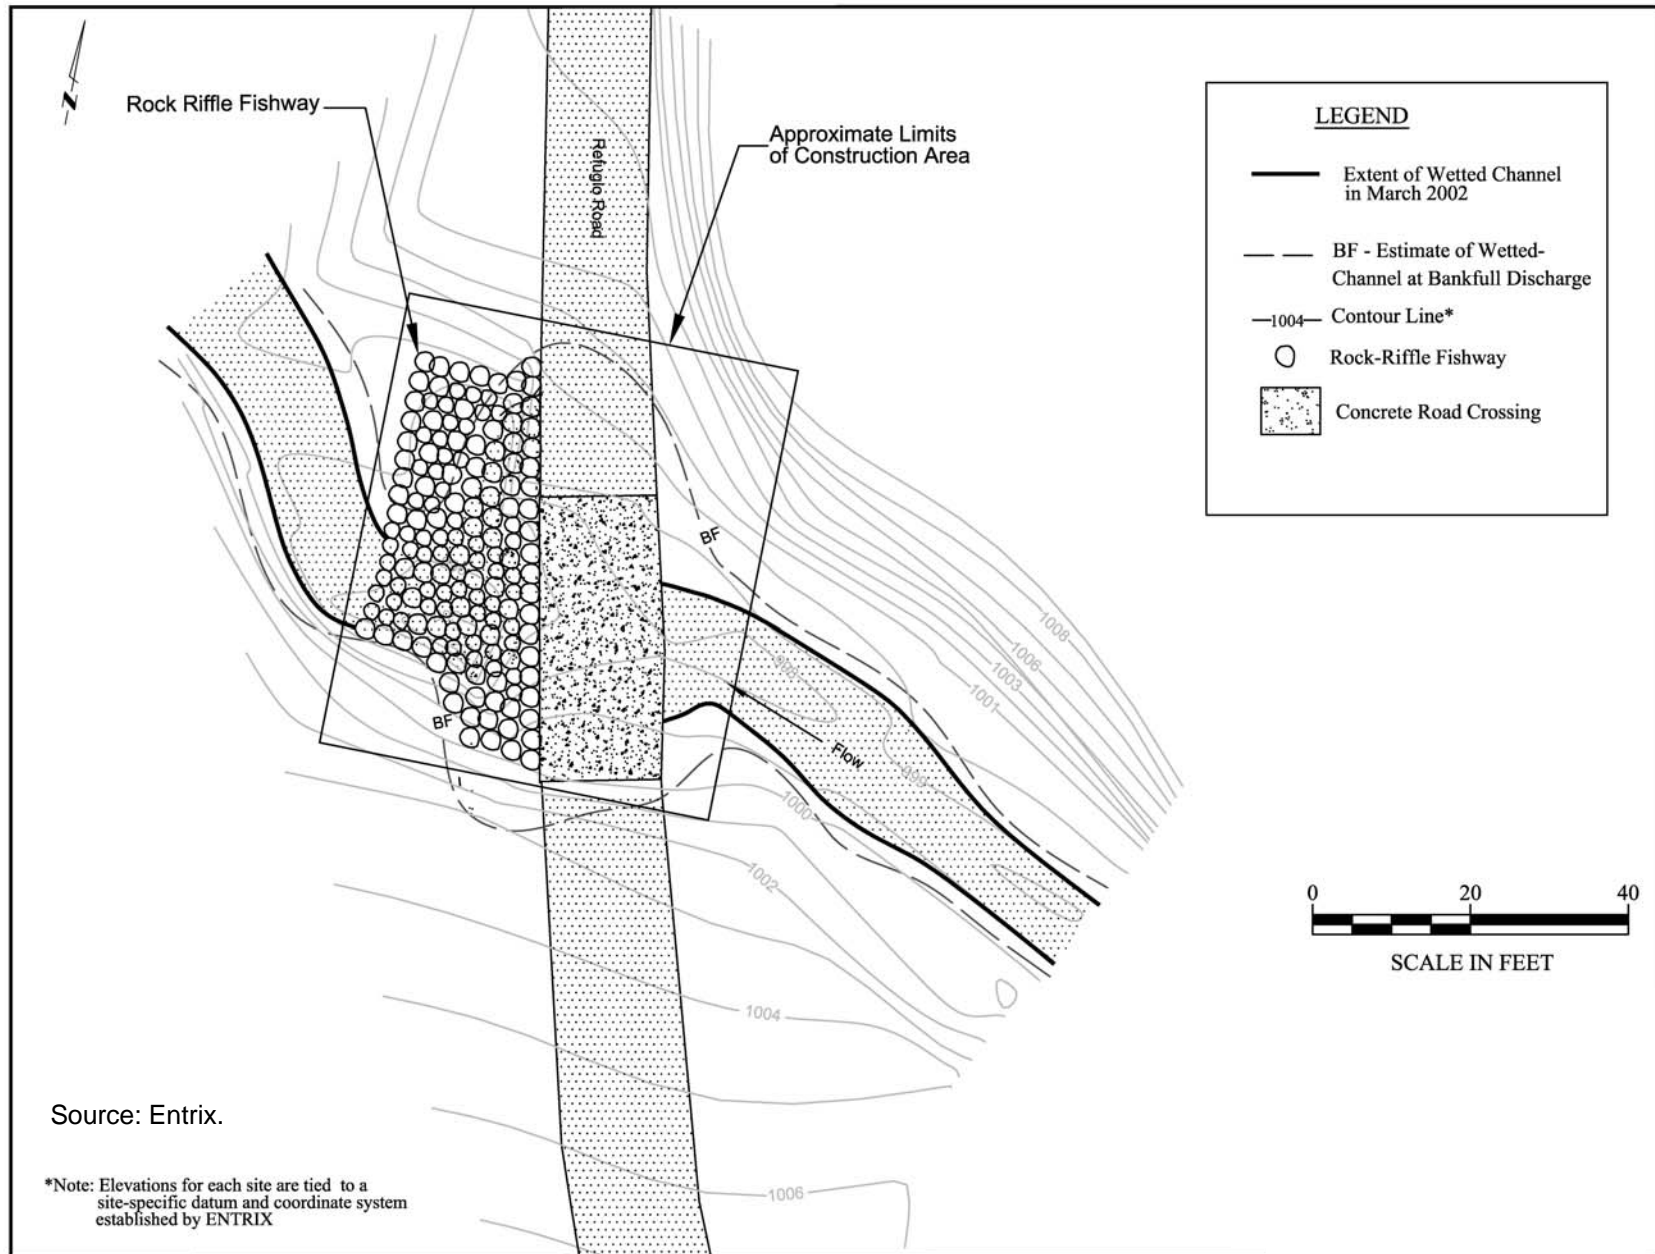 N
Rock Riffle Fishway
Approximate Limits
of Construction Area
Refugio Road
LEGEND
Extent of Wetted Channel
in March 2002
BF - Estimate of Wetted-
Channel at Bankfull Discharge
1004 Contour Line*
Rock-Riffle Fishway
Concrete Road Crossing
BF
1008
1006
1003
1001
998
BF
Flow
999
1000
1002
0 20 40
SCALE IN FEET
1004
Source: Entrix.
1006
*Note: Elevations for each site are tied to a
site-specific datum and coordinate system
established by ENTRIX